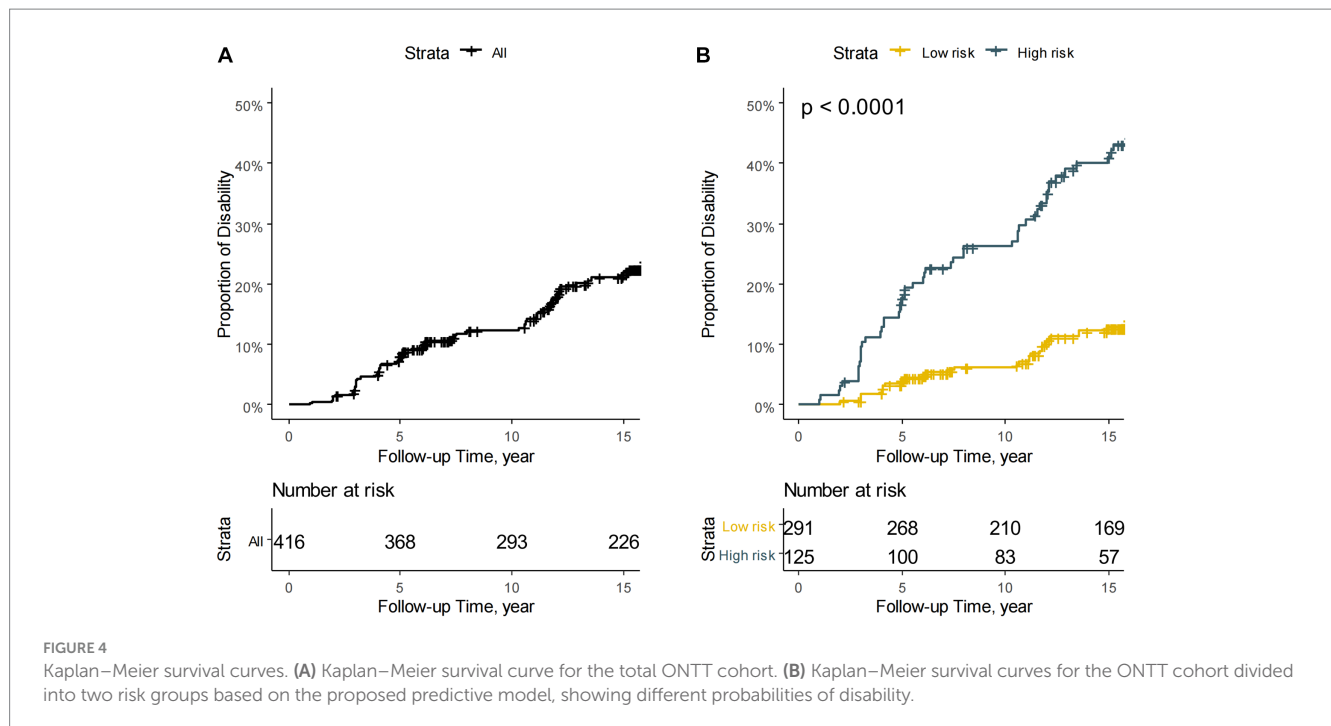 A
Strata All
50%
40%
30%
20%
10%
0%
Proportion of Disability
0 5 10 15
Follow-up Time, year
Number at risk
Strata
All 416 368 293 226
0 5 10 15
Follow-up Time, year
B
Strata Low risk High risk
p < 0.0001
50%
40%
30%
20%
10%
0%
Proportion of Disability
0 5 10 15
Follow-up Time, year
Number at risk
Strata
Low risk 291 268 210 169
High risk 125 100 83 57
0 5 10 15
Follow-up Time, year
FIGURE 4
Kaplan–Meier survival curves. (A) Kaplan–Meier survival curve for the total ONTT cohort. (B) Kaplan–Meier survival curves for the ONTT cohort divided
into two risk groups based on the proposed predictive model, showing different probabilities of disability.